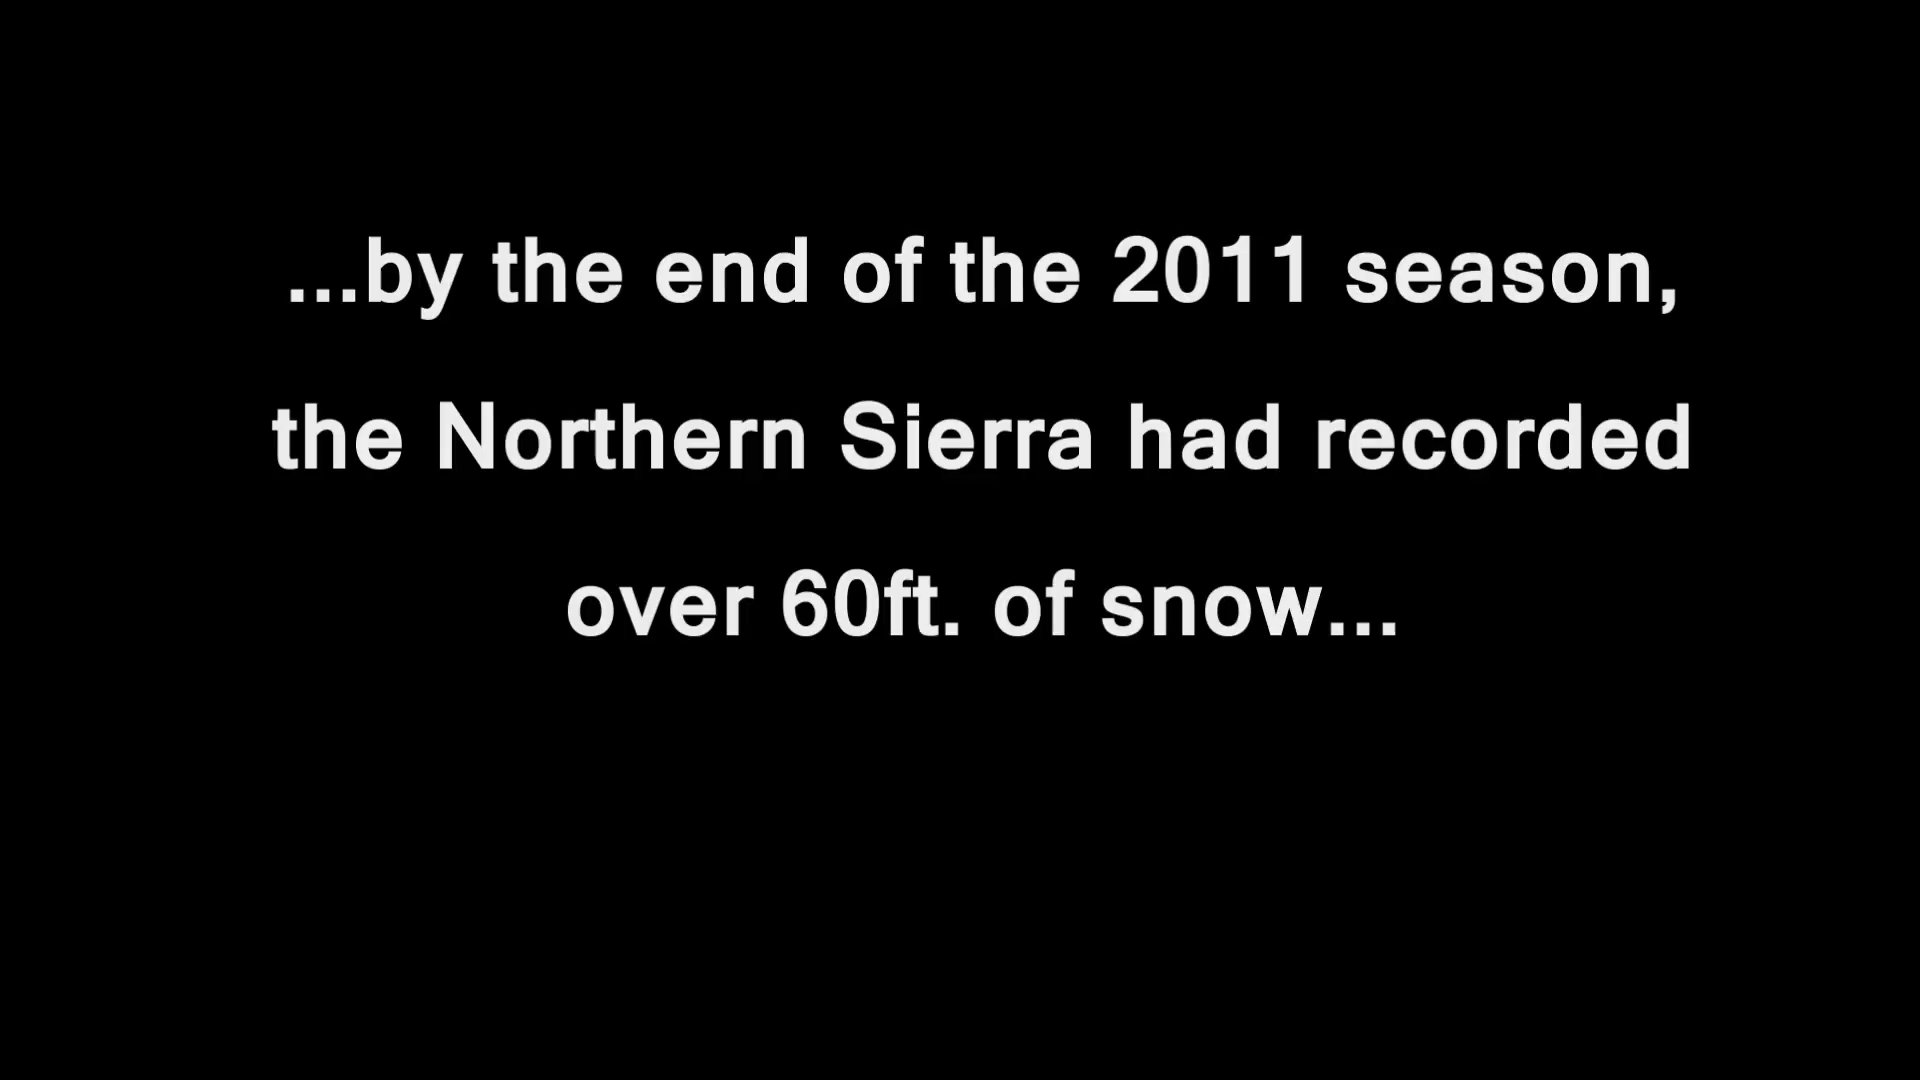 ...by the end of the 2011 season,
the Northern Sierra had recorded
over 60ft. of snow...